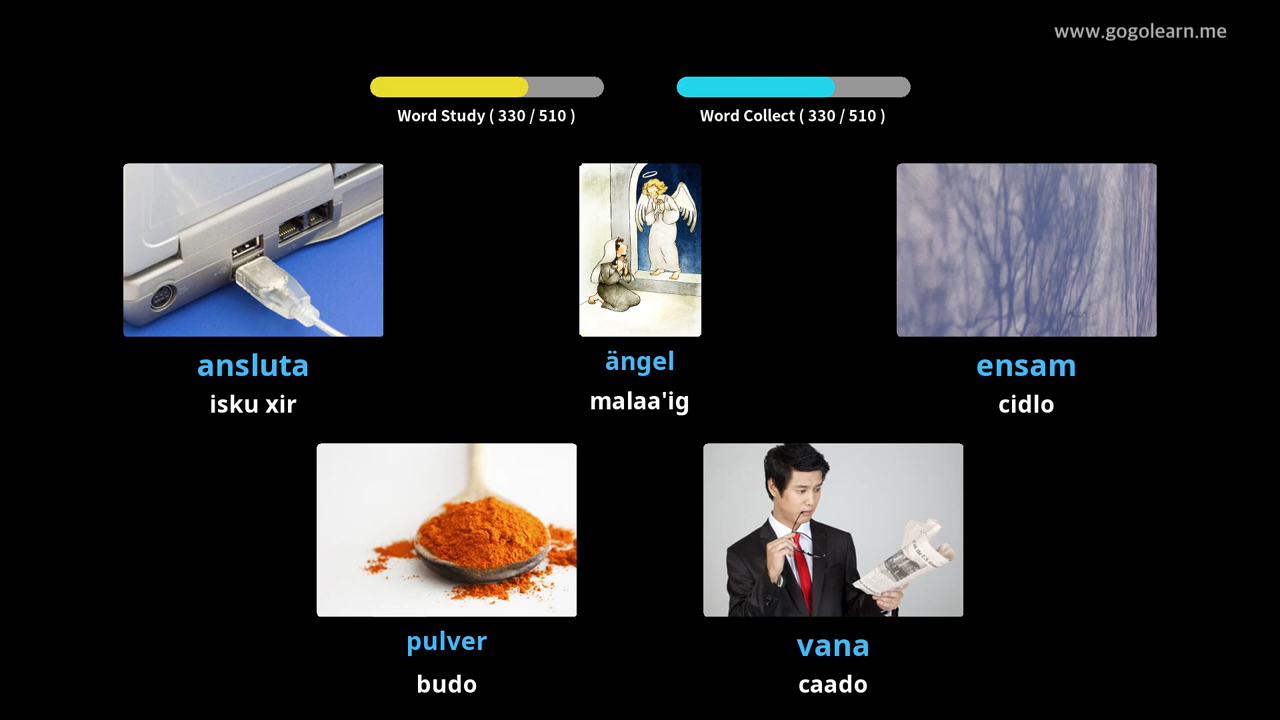 www.gogolearn.me
Word Study ( 330 / 510 )
Word Collect ( 330 / 510 )
ansluta
isku xir
ängel
malaa'ig
ensam
cidlo
pulver
budo
vana
caado